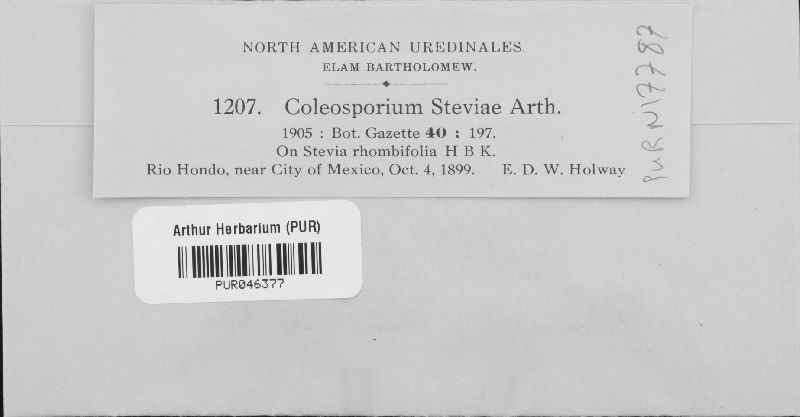 NORTH AMERICAN UREDINALES
ELAM BARTHOLOMEW.
1207. Coleosporium Steviae Arth.
1905 : Bot. Gazette 40 : 197.
On Stevia rhombifolia H B K.
Rio Hondo, near City of Mexico, Oct. 4, 1899. E. D. W. Holway
PUR N17787
Arthur Herbarium (PUR)
PUR046377